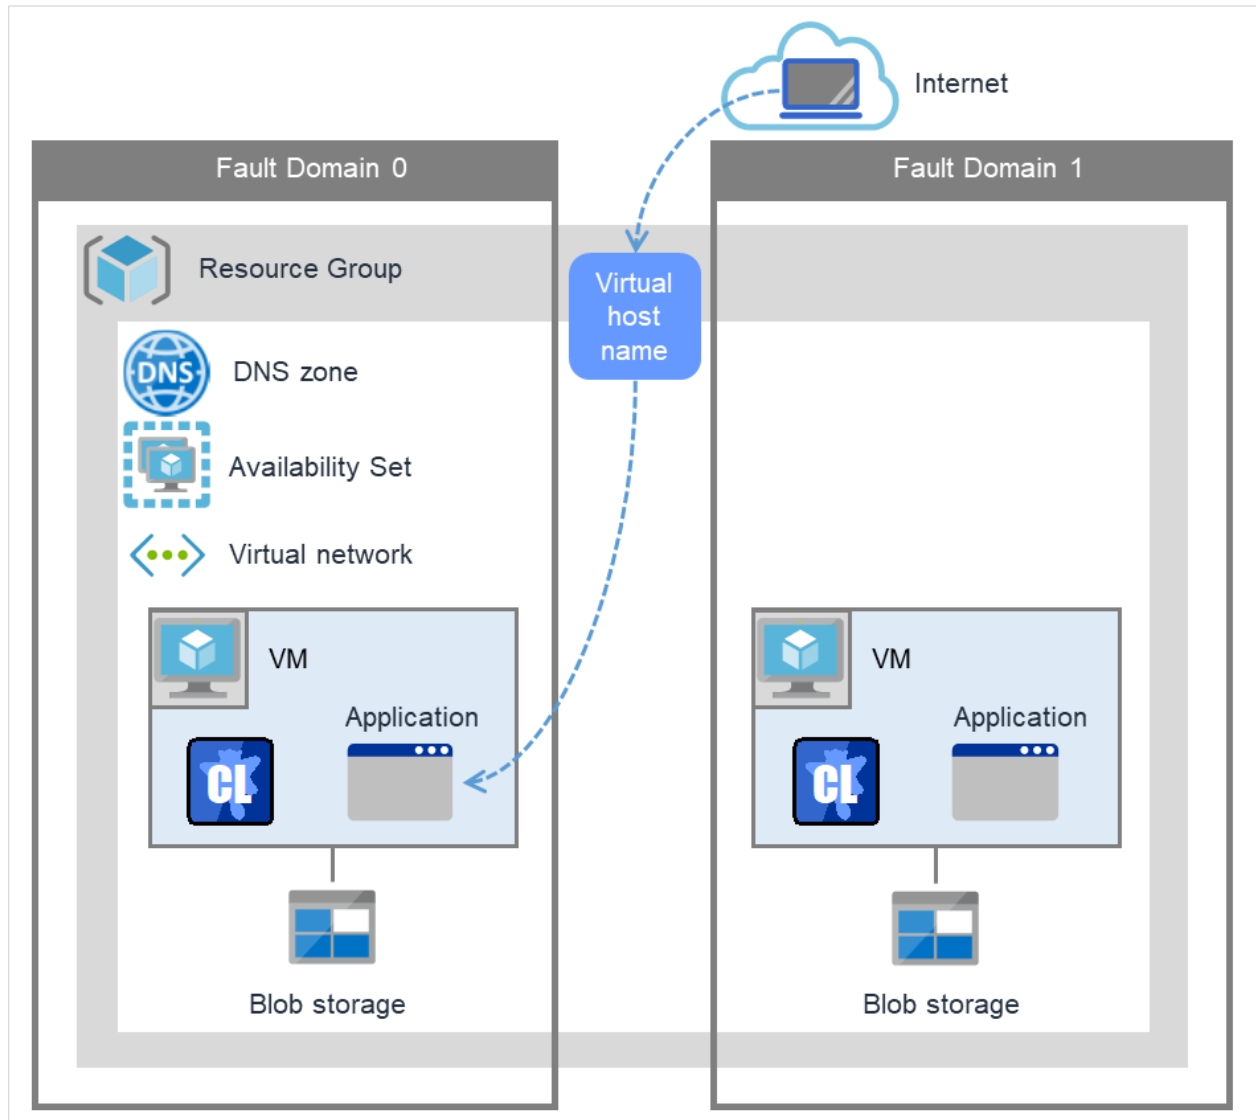 Internet
Fault Domain 0
Fault Domain 1
Resource Group
Virtual
host
name
DNS
DNS zone
Availability Set
Virtual network
VM
Application
CL
Blob storage
VM
Application
CL
Blob storage